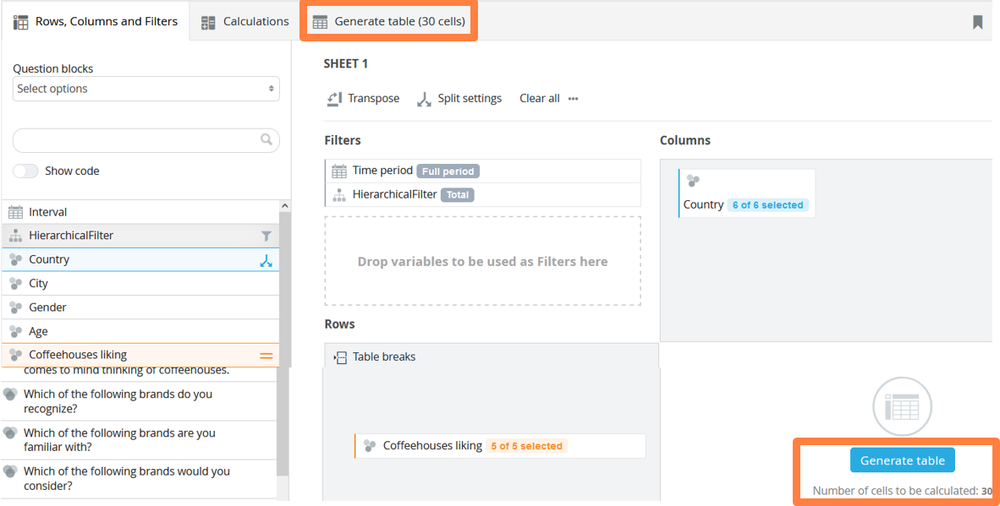 Rows, Columns and Filters
Calculations
Generate table (30 cells)
Question blocks
Select options
Show code
Interval
HierarchicalFilter
Country
City
Gender
Age
Coffeehouses liking
comes to mind thinking of coffeehouses.
Which of the following brands do you
recognize?
Which of the following brands are you
familiar with?
Which of the following brands would you
consider?
SHEET 1
Transpose
Split settings
Clear all
Filters
Time period Full period
HierarchicalFilter Total
Drop variables to be used as Filters here
Columns
Country 6 of 6 selected
Rows
Table breaks
Coffeehouses liking 5 of 5 selected
Generate table
Number of cells to be calculated: 30